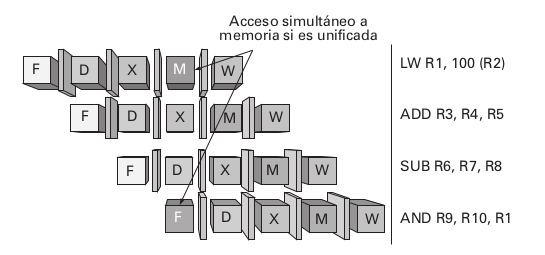 Acceso simultáneo a
memoria si es unificada
F D X M W LW R1, 100 (R2)
F D X M W ADD R3, R4, R5
F D X M W SUB R6, R7, R8
F D X M W AND R9, R10, R1